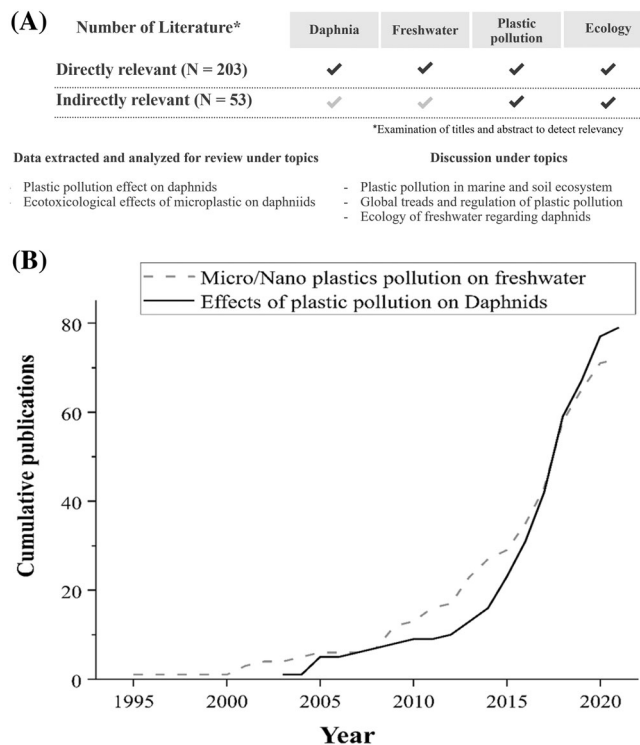 (A)
Number of Literature*
Daphnia Freshwater Plastic pollution Ecology
Directly relevant (N = 203) ✔ ✔ ✔ ✔
Indirectly relevant (N = 53) ✔ ✔ ✔ ✔
*Examination of titles and abstract to detect relevancy
Data extracted and analyzed for review under topics
· Plastic pollution effect on daphnids
· Ecotoxicological effects of microplastic on daphniids
Discussion under topics
- Plastic pollution in marine and soil ecosystem
- Global treads and regulation of plastic pollution
- Ecology of freshwater regarding daphnids
(B)
Micro/Nano plastics pollution on freshwater
Effects of plastic pollution on Daphnids
Cumulative publications
80
60
40
20
0
1995 2000 2005 2010 2015 2020
Year